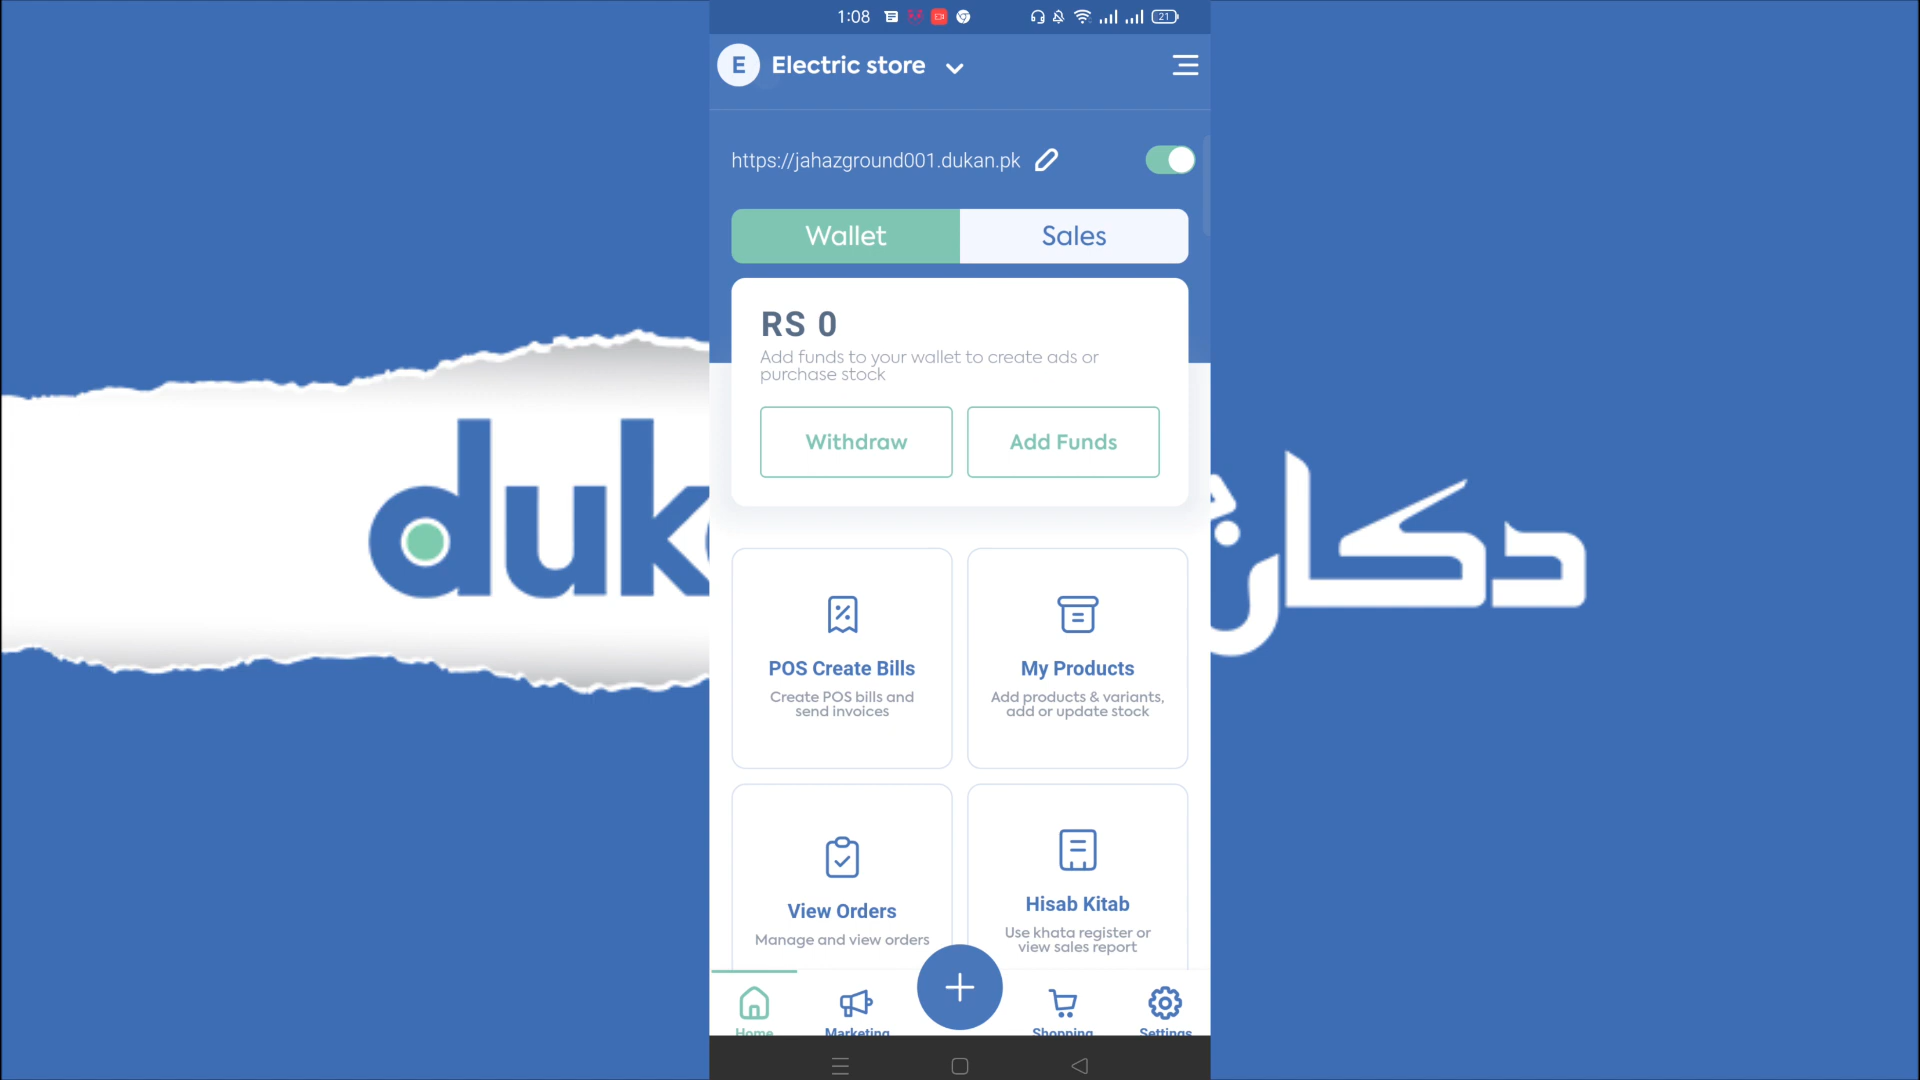 1:08
21
E Electric store
https://jahazground001.dukan.pk
Wallet Sales
RS 0
Add funds to your wallet to create ads or
purchase stock
Withdraw Add Funds
duk
دکان
POS Create Bills
Create POS bills and
send invoices
My Products
Add products & variants,
add or update stock
View Orders
Manage and view orders
Hisab Kitab
Use khata register or
view sales report
Home Marketing Shopping Settings